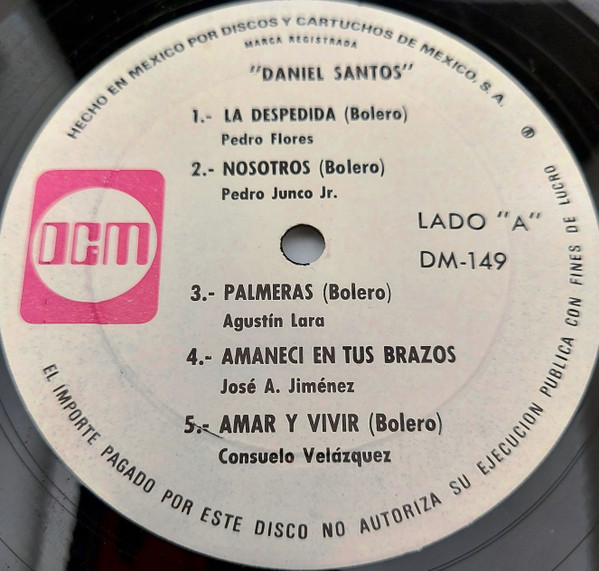 HECHO EN MEXICO POR DISCOS Y CARTUCHOS DE MEXICO, S.A.
MARCA REGISTRADA
"DANIEL SANTOS"
1.- LA DESPEDIDA (Bolero)
Pedro Flores
2.- NOSOTROS (Bolero)
Pedro Junco Jr.
LADO "A"
DM-149
DCM
3.- PALMERAS (Bolero)
Agustín Lara
4.- AMANECI EN TUS BRAZOS
José A. Jiménez
5.- AMAR Y VIVIR (Bolero)
Consuelo Velázquez
EL IMPORTE PAGADO POR ESTE DISCO NO AUTORIZA SU EJECUCION PUBLICA CON FINES DE LUCRO
℗